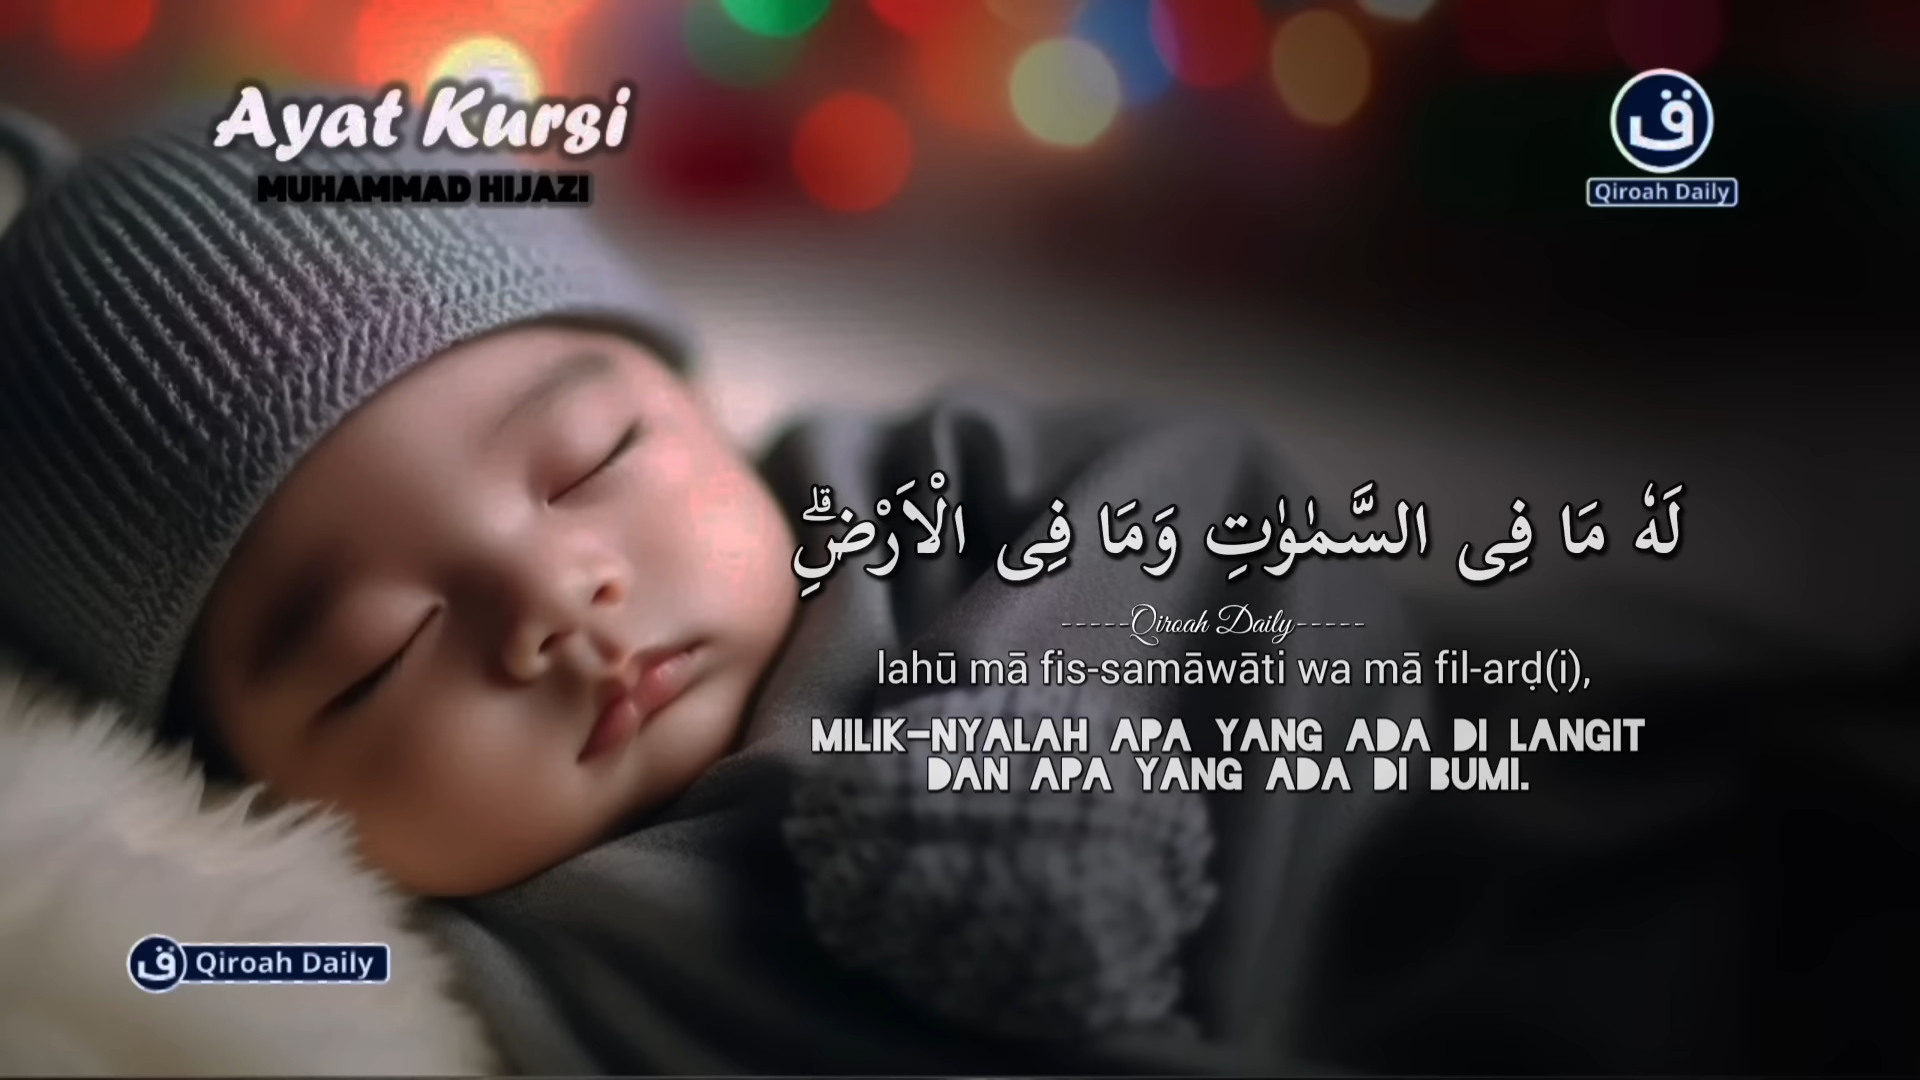 Ayat Kursi
MUHAMMAD HIJAZI
ق
Qiroah Daily
لَهٗ مَا فِى السَّمٰوٰتِ وَمَا فِى الْاَرْضِۗ
-----Qiroah Daily-----
lahū mā fis-samāwāti wa mā fil-arḍ(i),
MILIK-NYALAH APA YANG ADA DI LANGIT
DAN APA YANG ADA DI BUMI.
ق Qiroah Daily